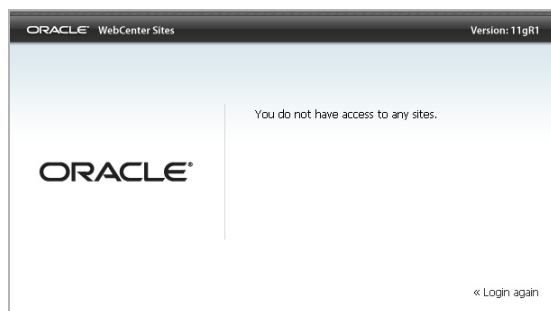 ORACLE® WebCenter Sites Version: 11gR1
You do not have access to any sites.
ORACLE®
« Login again